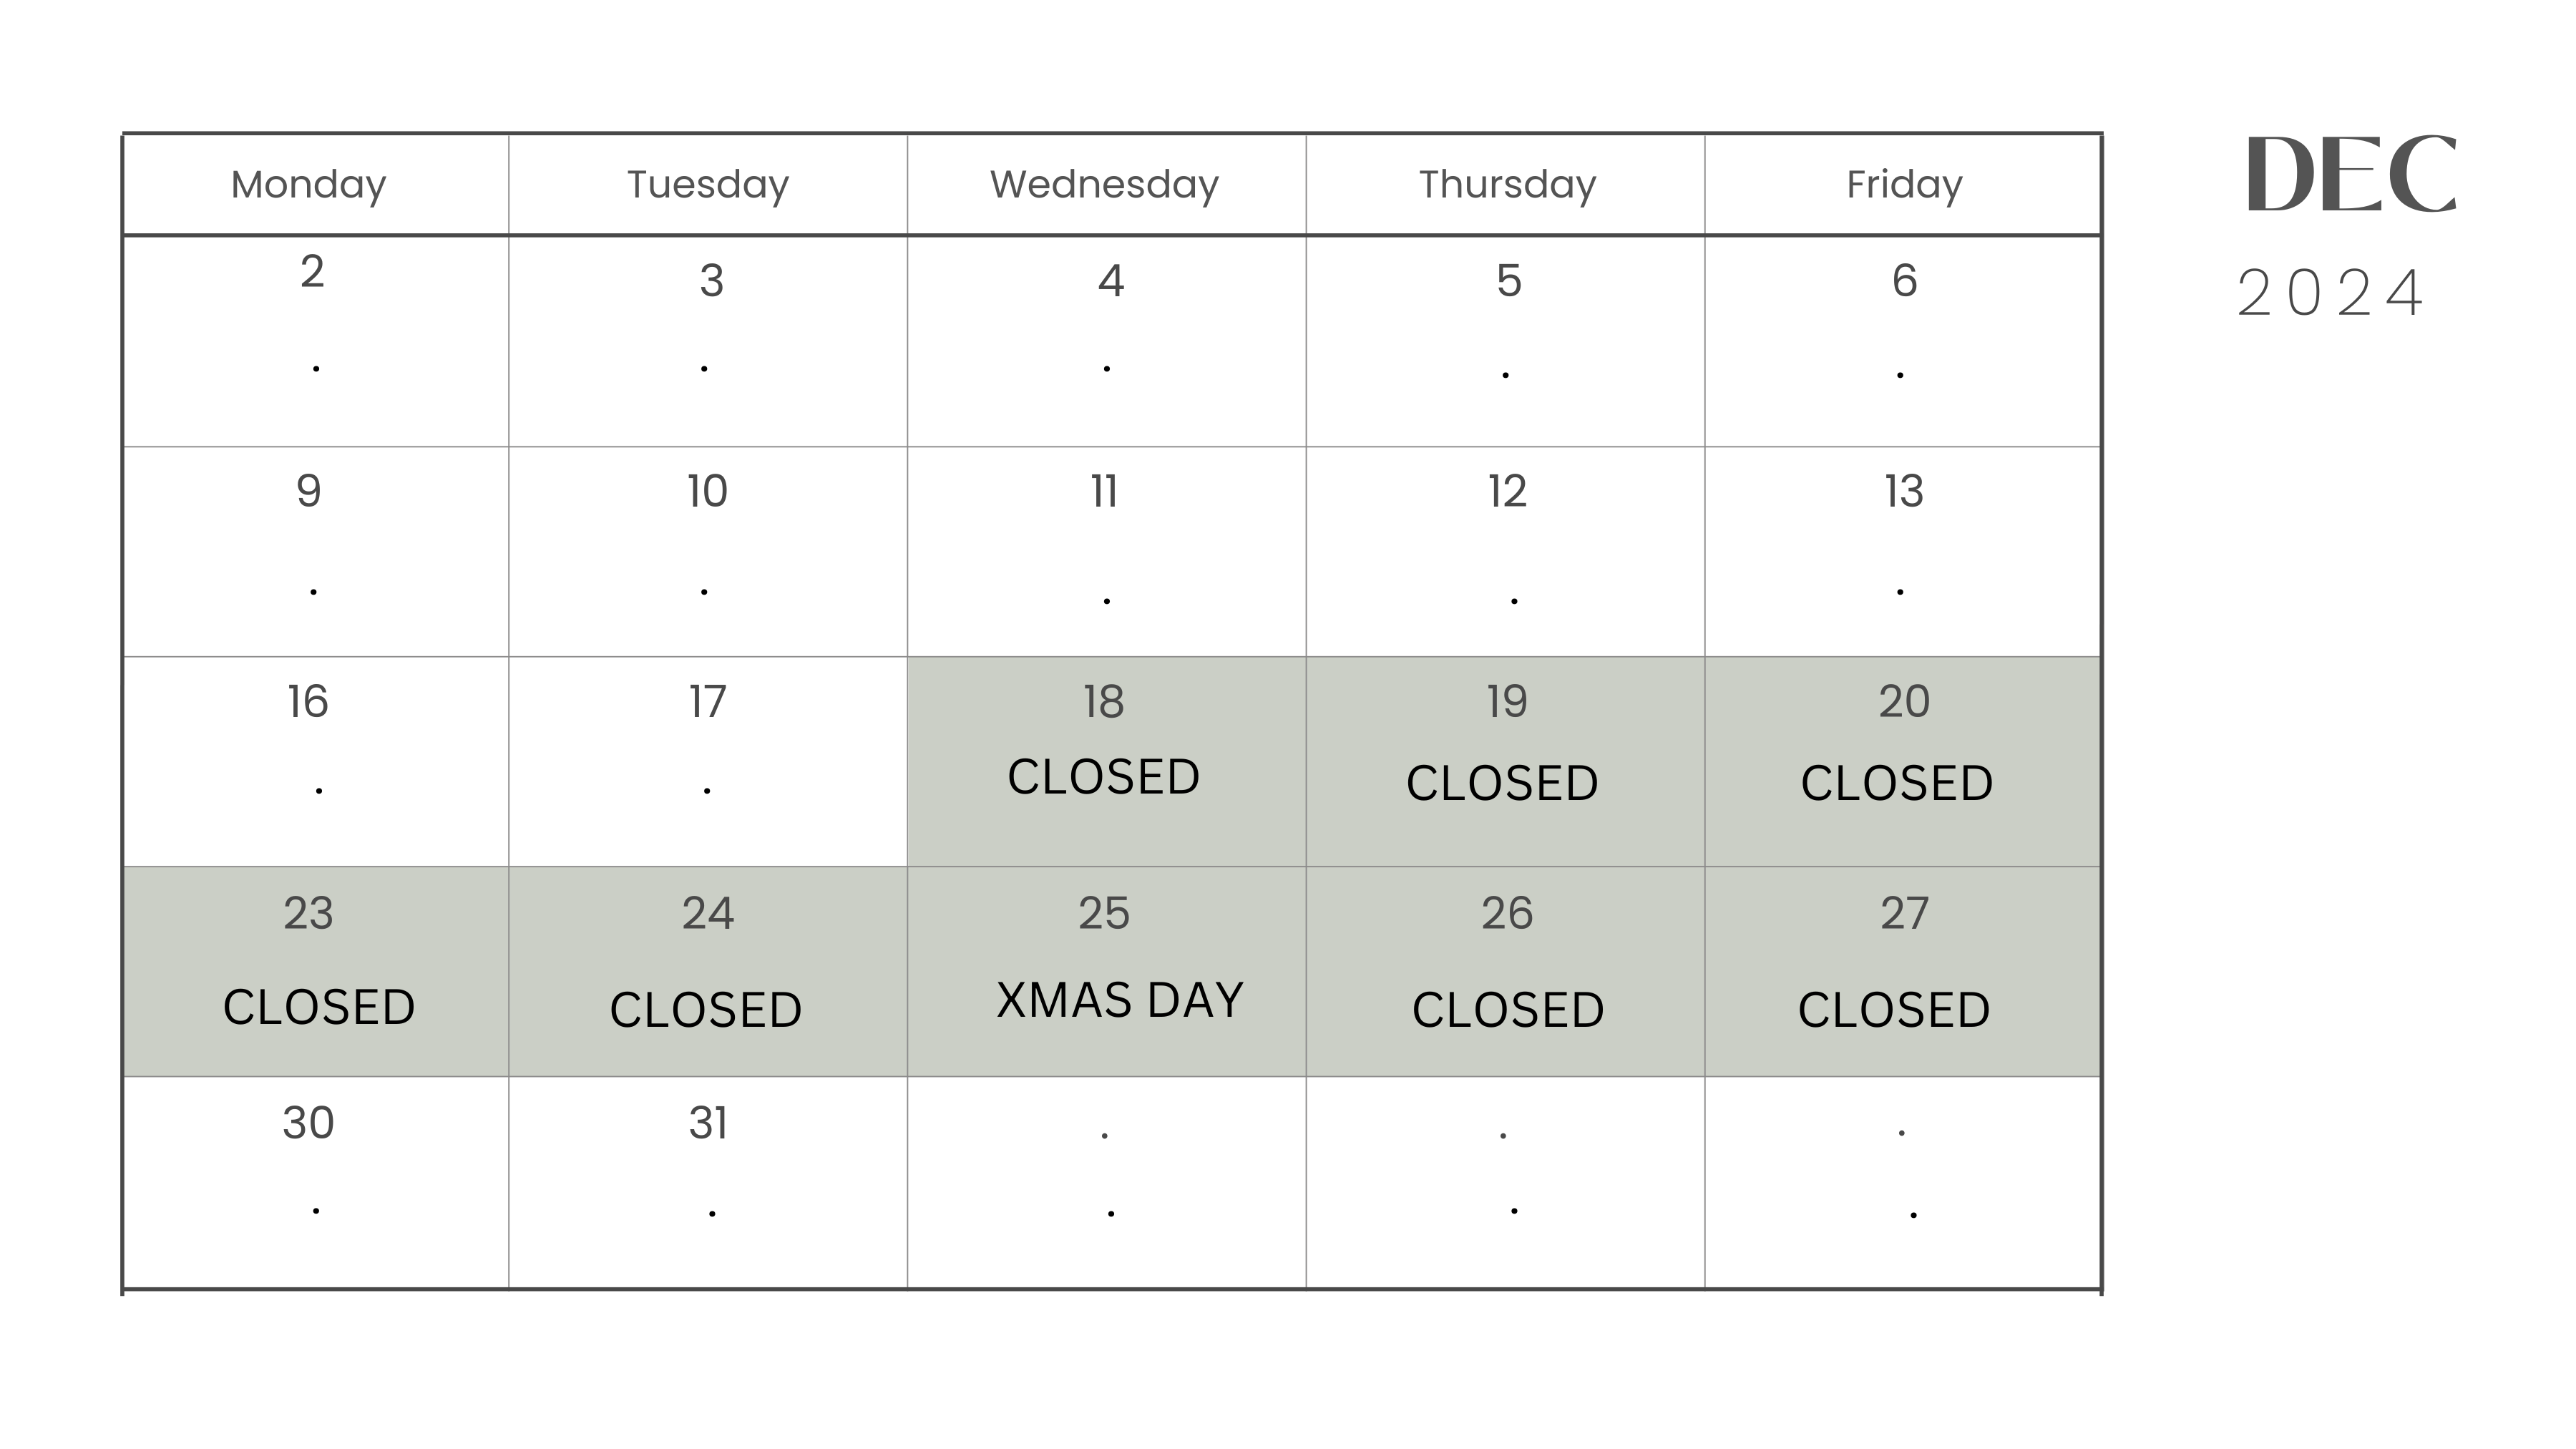 DEC
2024
Monday Tuesday Wednesday Thursday Friday
2 3 4 5 6
. . . . .
9 10 11 12 13
. . . . .
16 17 18 19 20
. . CLOSED CLOSED CLOSED
23 24 25 26 27
CLOSED CLOSED XMAS DAY CLOSED CLOSED
30 31 . . .
. . . . .